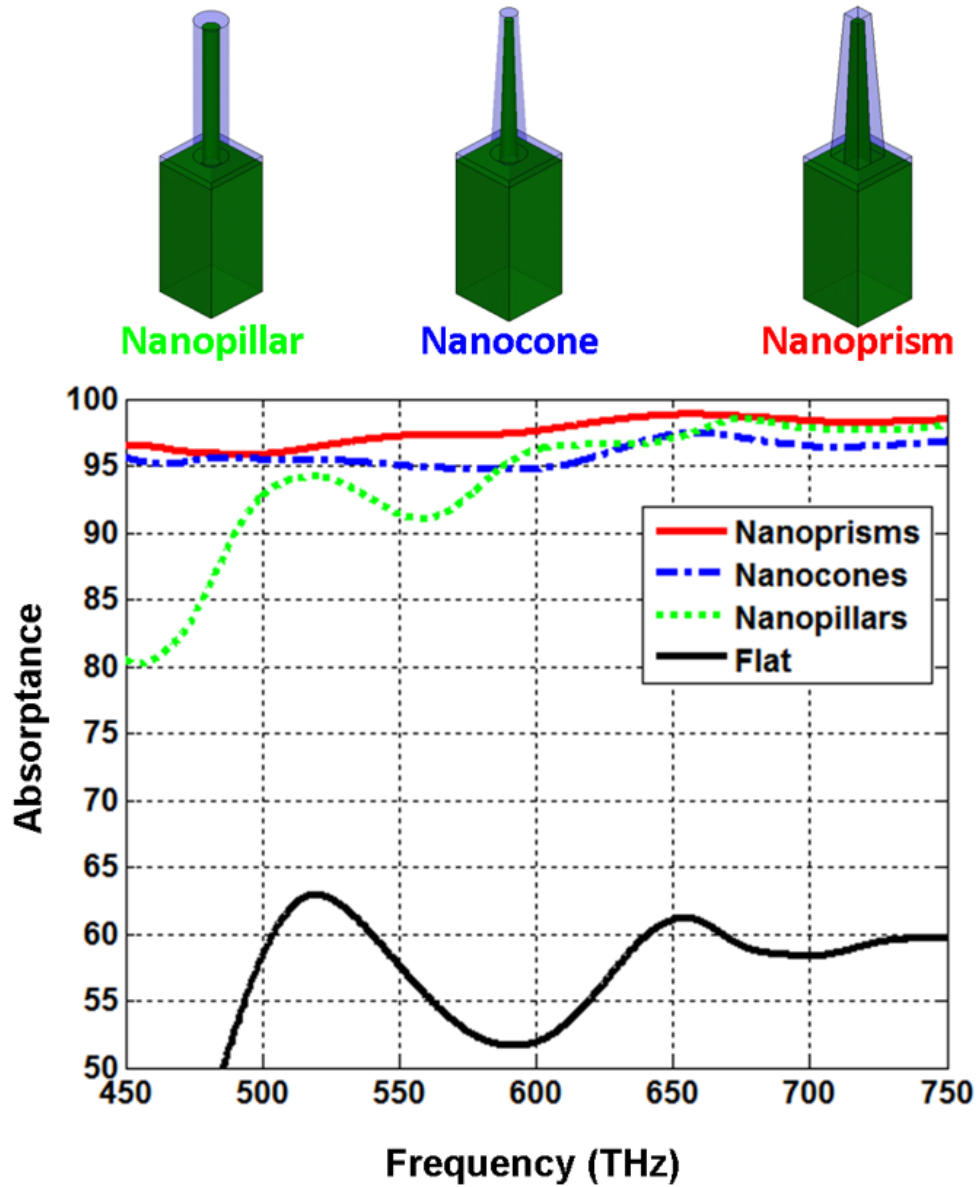 Nanopillar Nanocone Nanoprism
100
95
90
85
80
75
70
65
60
55
50
Absorptance
Nanoprisms
Nanocones
Nanopillars
Flat
450 500 550 600 650 700 750
Frequency (THz)